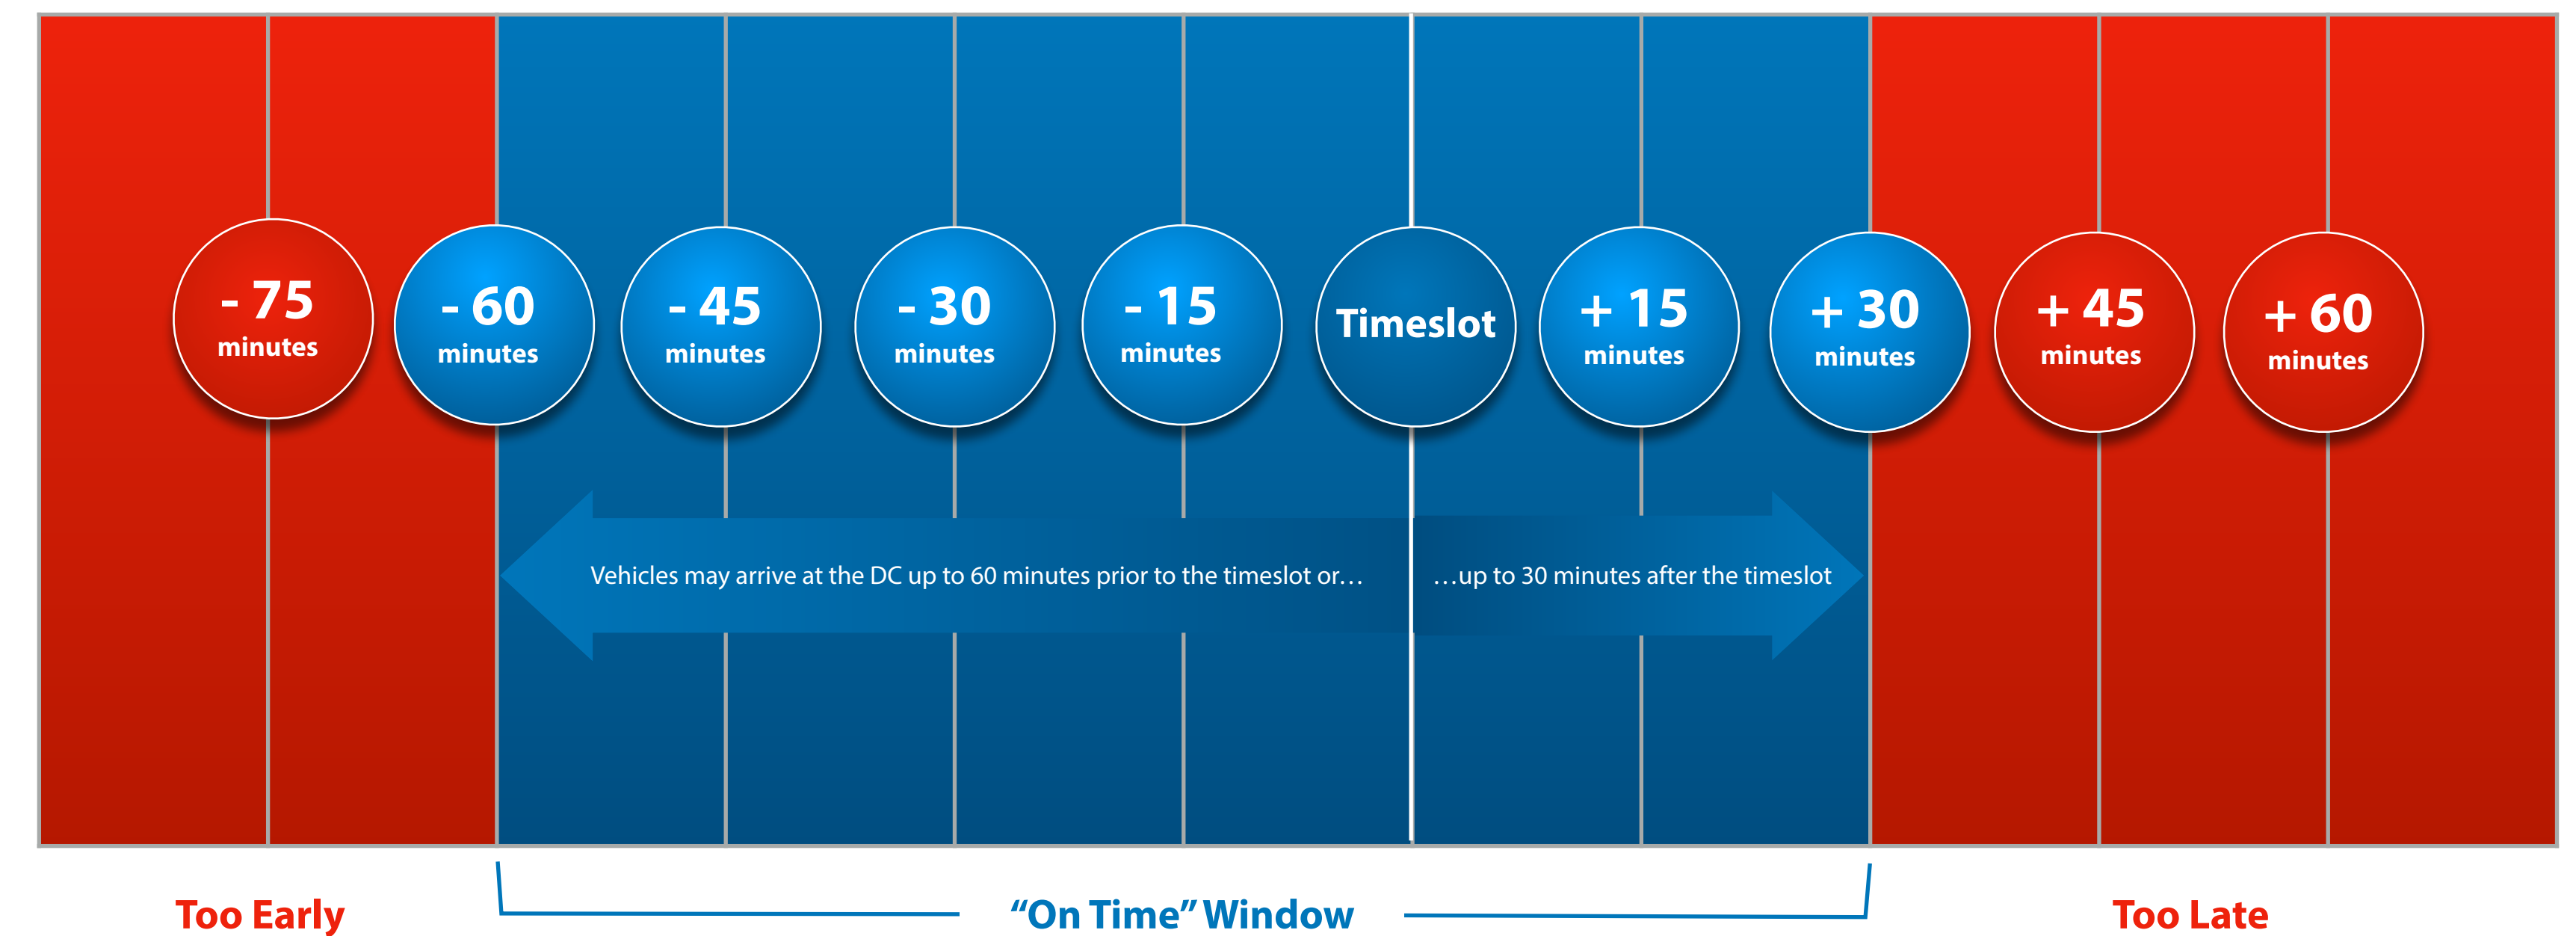 - 75
minutes
- 60
minutes
- 45
minutes
- 30
minutes
- 15
minutes
Timeslot
+ 15
minutes
+ 30
minutes
+ 45
minutes
+ 60
minutes
Vehicles may arrive at the DC up to 60 minutes prior to the timeslot or…
…up to 30 minutes after the timeslot
Too Early
“On Time” Window
Too Late